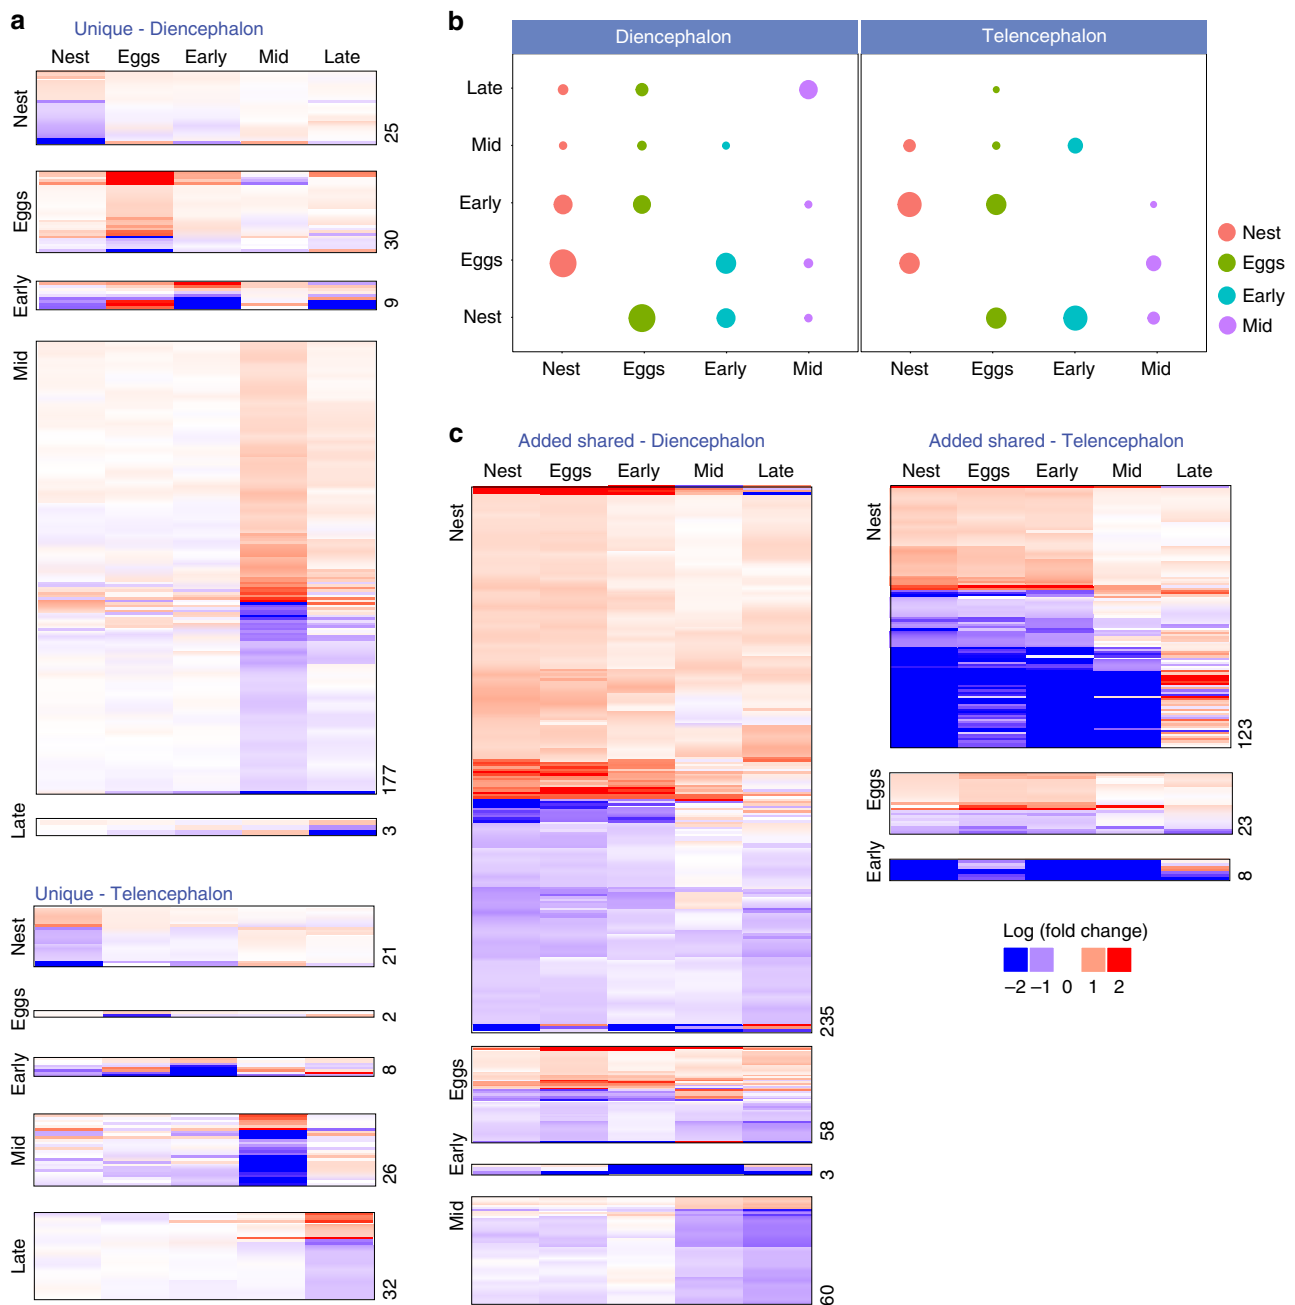 a
Unique - Diencephalon
Nest Eggs Early Mid Late
Nest
25
Eggs
30
Early
9
Mid
177
Late
3
Unique - Telencephalon
Nest
21
Eggs
2
Early
8
Mid
26
Late
32
b
Diencephalon Telencephalon
Late
Mid
Early
Eggs
Nest
Nest Eggs Early Mid Nest Eggs Early Mid
Nest
Eggs
Early
Mid
c
Added shared - Diencephalon
Nest Eggs Early Mid Late
Nest
235
Eggs
58
Early
3
Mid
60
Added shared - Telencephalon
Nest Eggs Early Mid Late
Nest
123
Eggs
23
Early
8
Log (fold change)
−2 −1 0 1 2